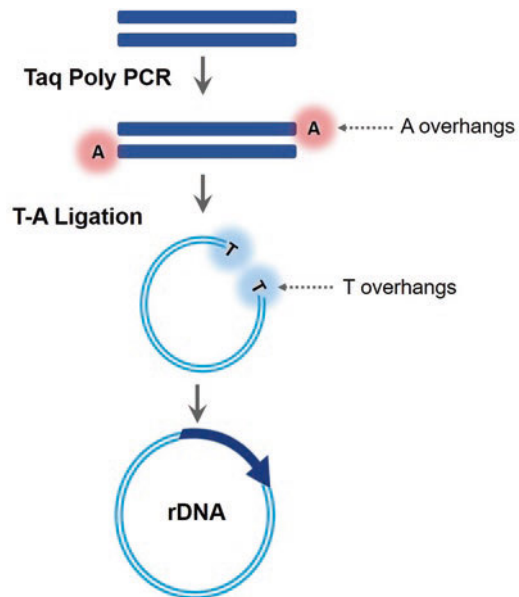 Taq Poly PCR
A
A
A overhangs
T-A Ligation
T
T
T overhangs
rDNA